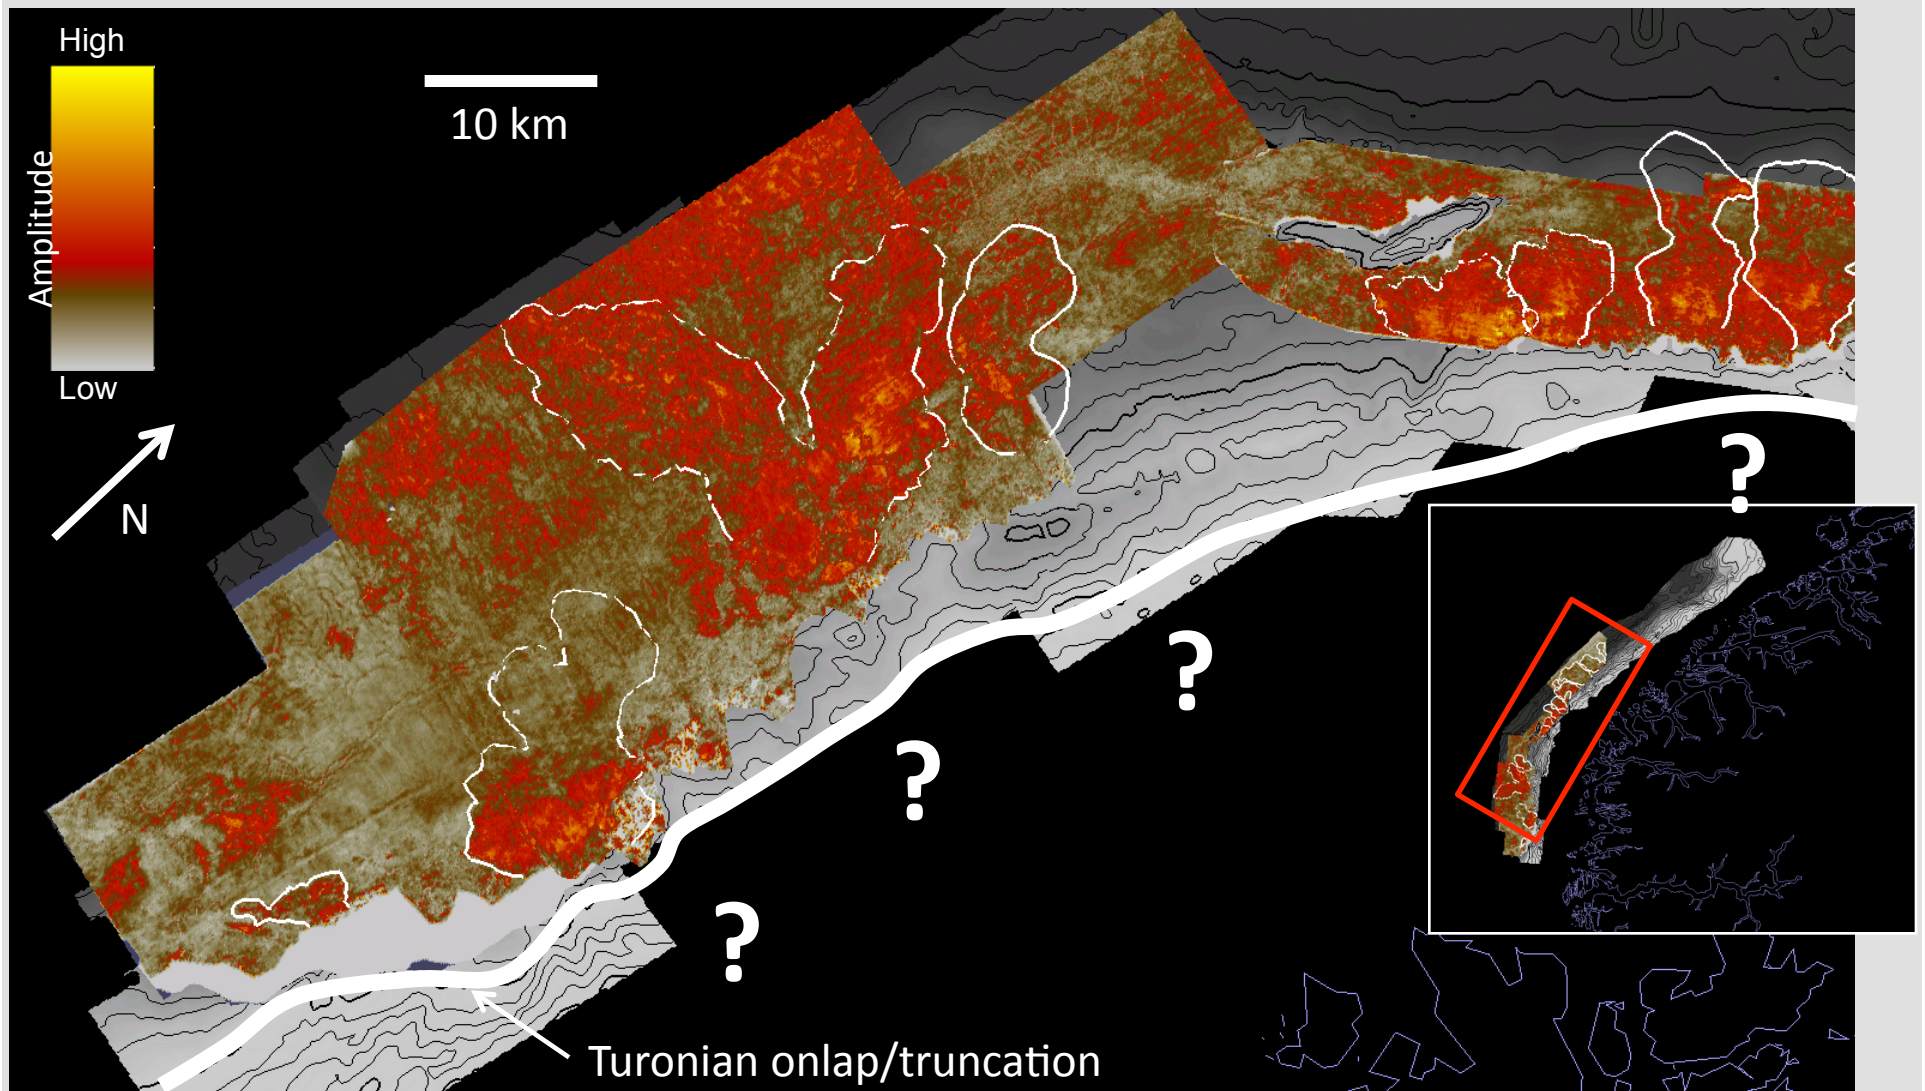 High
Amplitude
Low
10 km
N
?
?
?
?
Turonian onlap/truncation